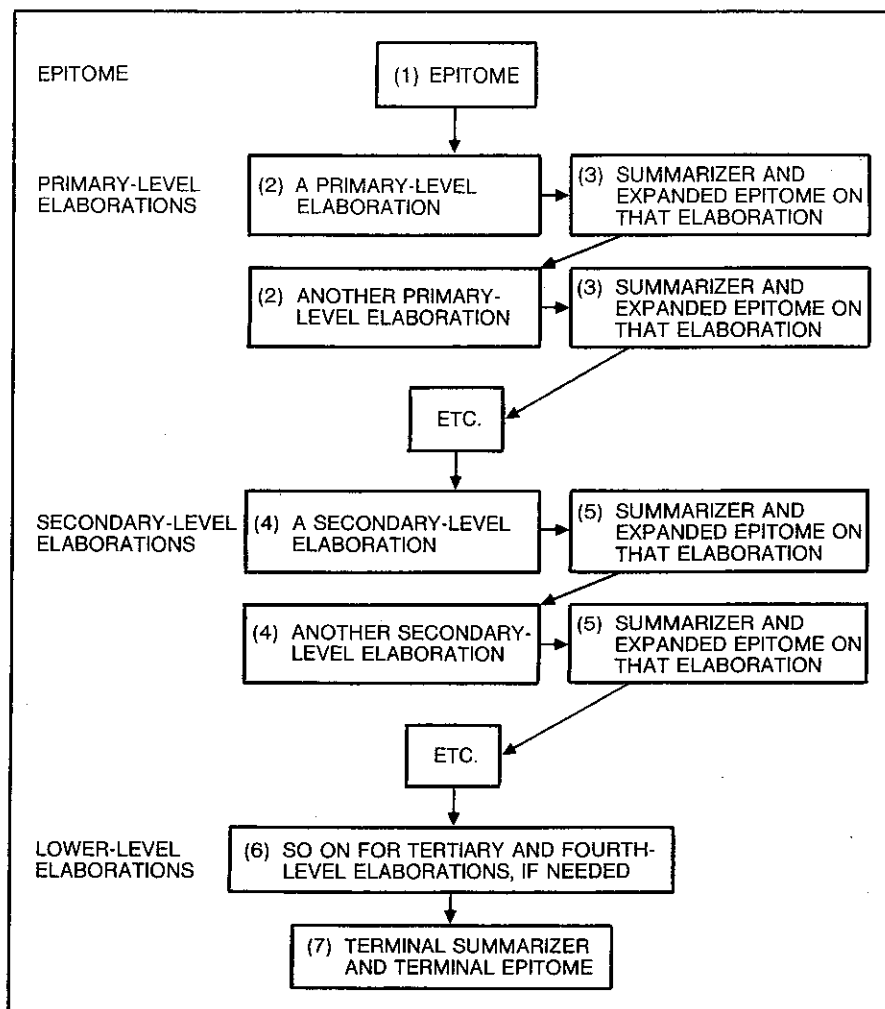 EPITOME
(1) EPITOME
PRIMARY-LEVEL
ELABORATIONS
(2) A PRIMARY-LEVEL
ELABORATION
(3) SUMMARIZER AND
EXPANDED EPITOME ON
THAT ELABORATION
(2) ANOTHER PRIMARY-
LEVEL ELABORATION
(3) SUMMARIZER AND
EXPANDED EPITOME ON
THAT ELABORATION
ETC.
SECONDARY-LEVEL
ELABORATIONS
(4) A SECONDARY-LEVEL
ELABORATION
(5) SUMMARIZER AND
EXPANDED EPITOME ON
THAT ELABORATION
(4) ANOTHER SECONDARY-
LEVEL ELABORATION
(5) SUMMARIZER AND
EXPANDED EPITOME ON
THAT ELABORATION
ETC.
LOWER-LEVEL
ELABORATIONS
(6) SO ON FOR TERTIARY AND FOURTH-
LEVEL ELABORATIONS, IF NEEDED
(7) TERMINAL SUMMARIZER
AND TERMINAL EPITOME